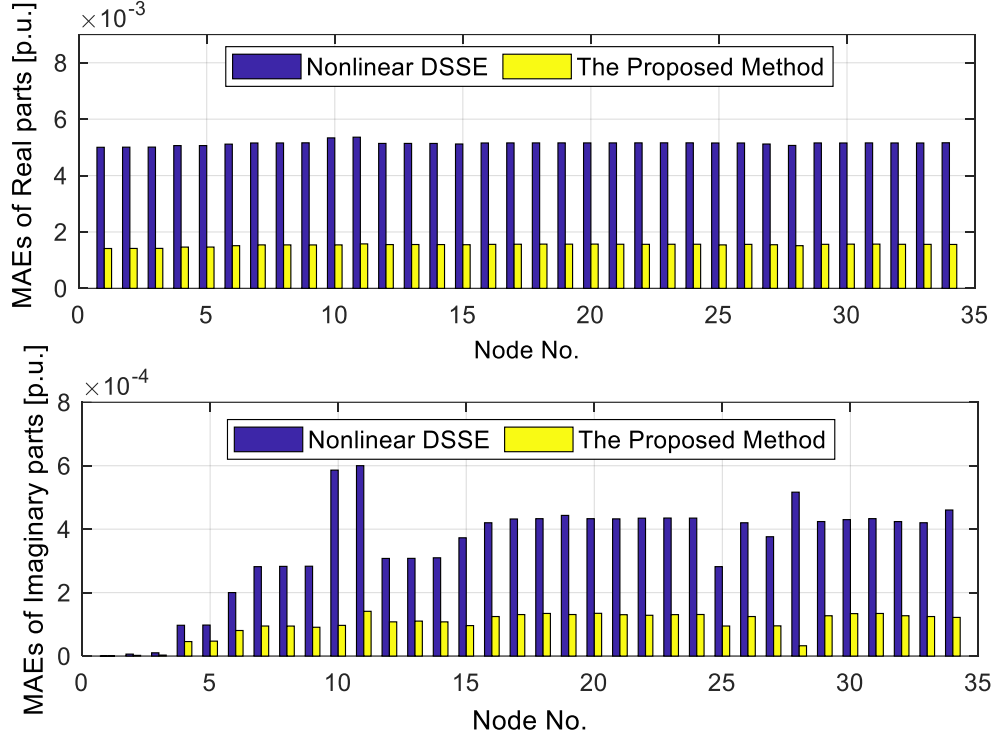 ×10-3
MAEs of Real parts [p.u.]
8
6
4
2
0
Nonlinear DSSE The Proposed Method
0 5 10 15 20 25 30 35
Node No.
×10-4
MAEs of Imaginary parts [p.u.]
8
6
4
2
0
Nonlinear DSSE The Proposed Method
0 5 10 15 20 25 30 35
Node No.